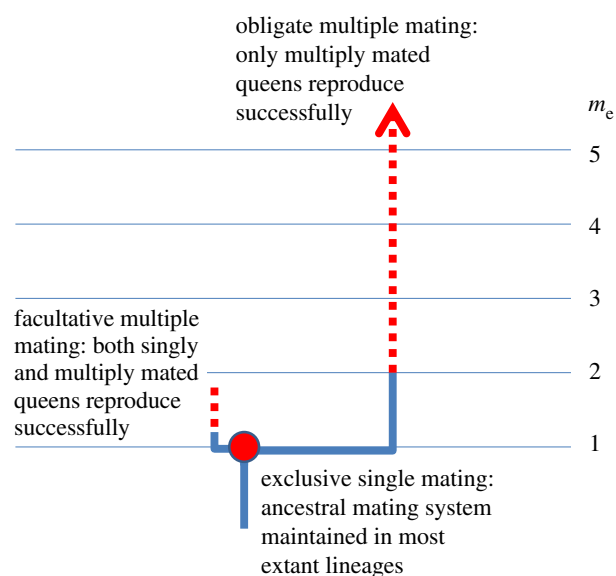 obligate multiple mating:
only multiply mated
queens reproduce
successfully
mₑ
5
4
3
facultative multiple
mating: both singly
and multiply mated
queens reproduce
successfully
2
1
exclusive single mating:
ancestral mating system
maintained in most
extant lineages